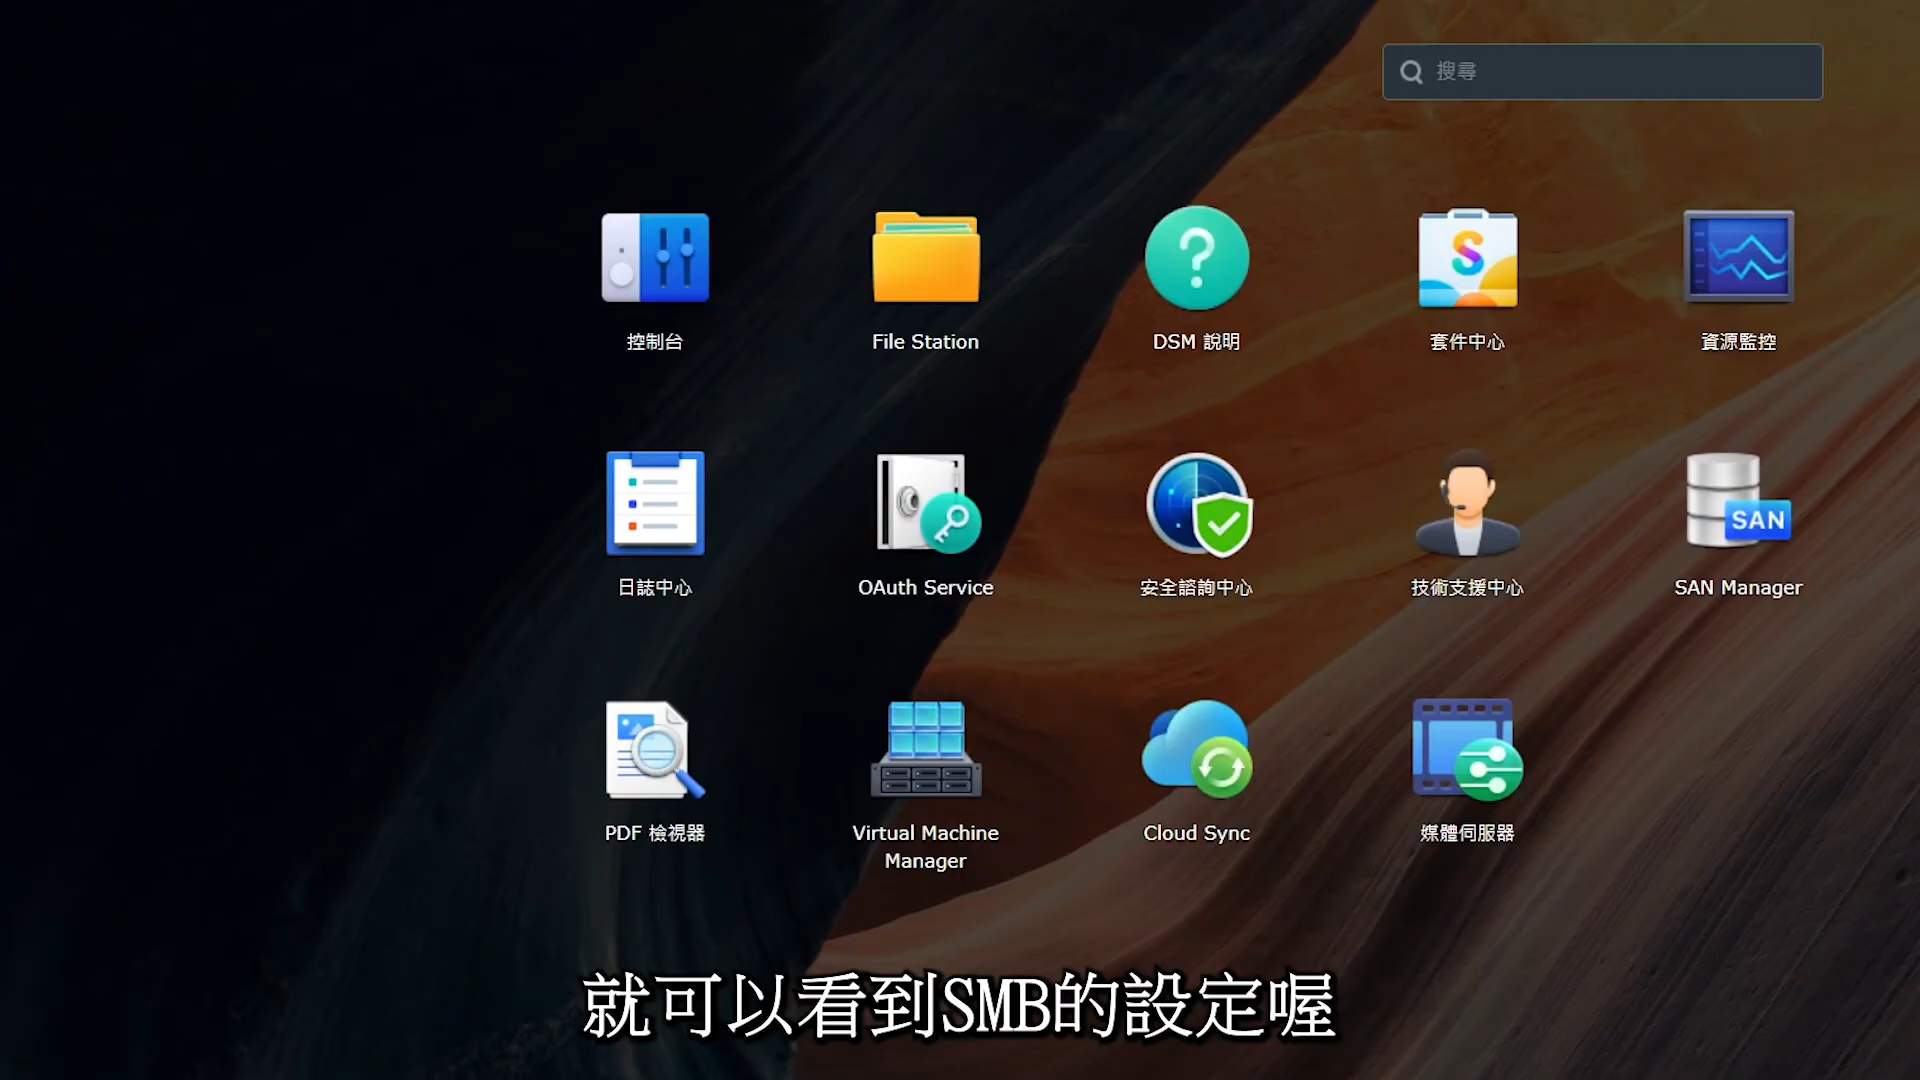 搜尋
控制台
File Station
DSM 說明
套件中心
資源監控
日誌中心
OAuth Service
安全諮詢中心
技術支援中心
SAN
SAN Manager
PDF 檢視器
Virtual Machine
Manager
Cloud Sync
媒體伺服器
就可以看到SMB的設定喔